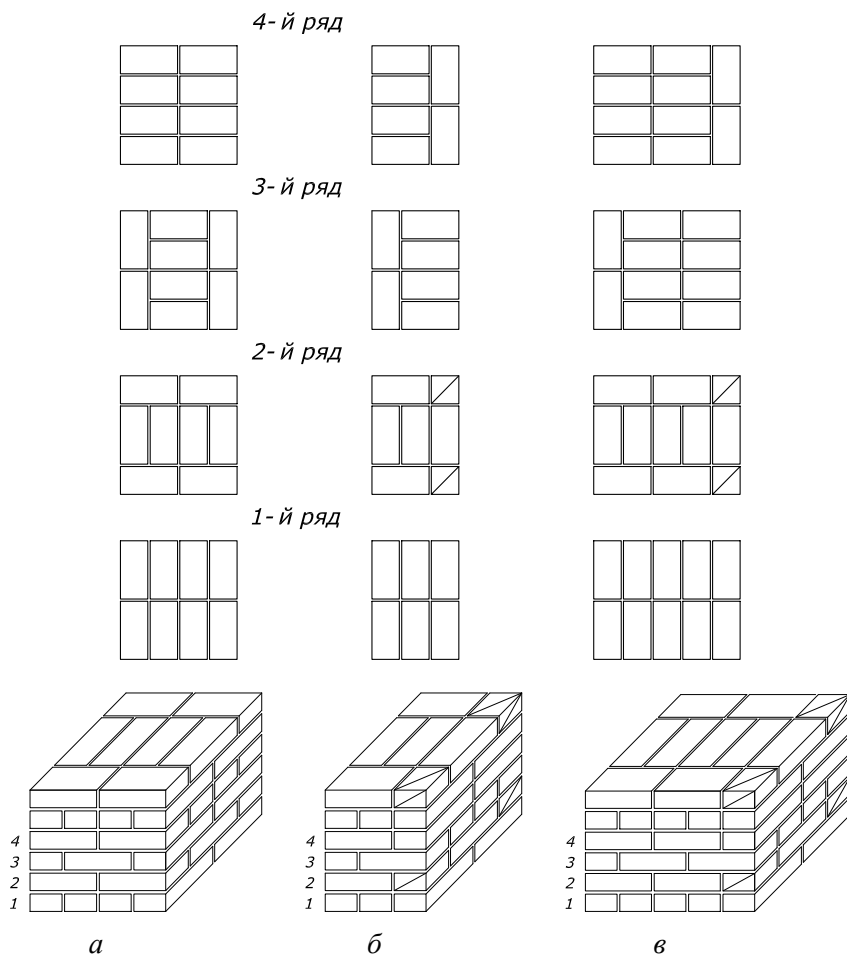 4- й ряд
3- й ряд
2- й ряд
1- й ряд
4 4 4
3 3 3
2 2 2
1 1 1
а б в